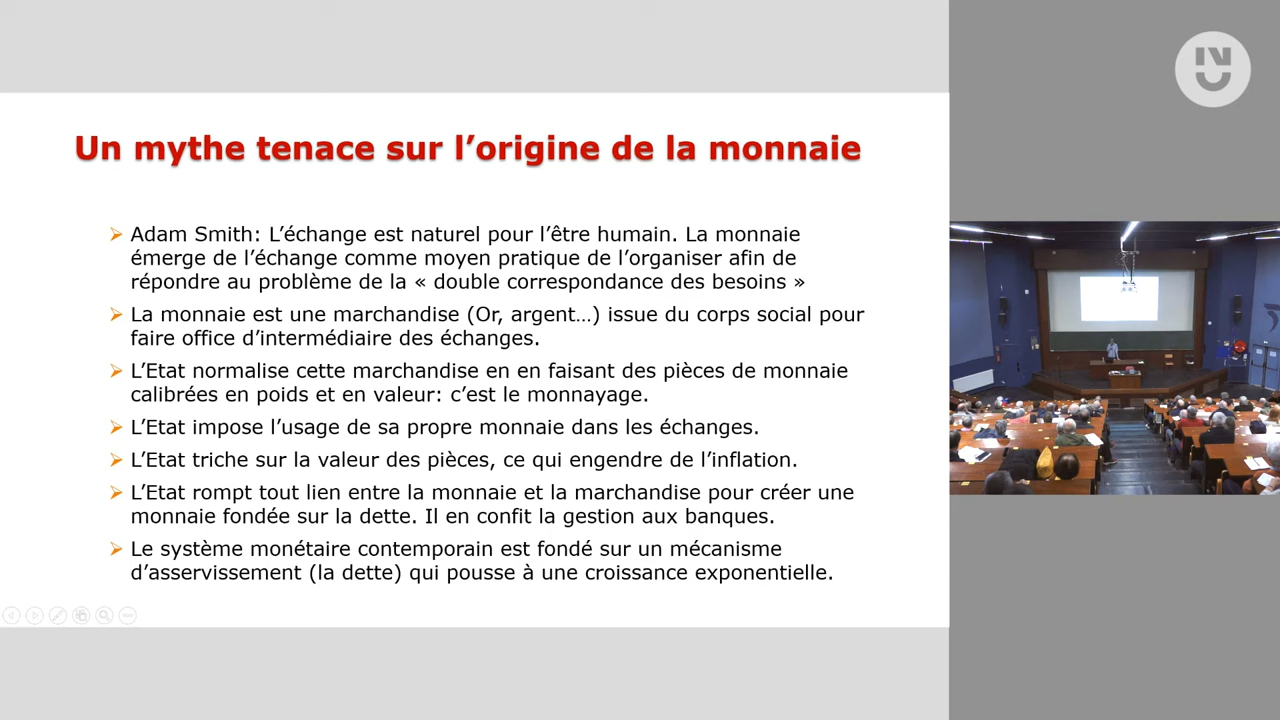 Un mythe tenace sur l’origine de la monnaie
Adam Smith: L’échange est naturel pour l’être humain. La monnaie
émerge de l’échange comme moyen pratique de l’organiser afin de
répondre au problème de la « double correspondance des besoins »
La monnaie est une marchandise (Or, argent…) issue du corps social pour
faire office d’intermédiaire des échanges.
L’Etat normalise cette marchandise en en faisant des pièces de monnaie
calibrées en poids et en valeur: c’est le monnayage.
L’Etat impose l’usage de sa propre monnaie dans les échanges.
L’Etat triche sur la valeur des pièces, ce qui engendre de l’inflation.
L’Etat rompt tout lien entre la monnaie et la marchandise pour créer une
monnaie fondée sur la dette. Il en confit la gestion aux banques.
Le système monétaire contemporain est fondé sur un mécanisme
d’asservissement (la dette) qui pousse à une croissance exponentielle.